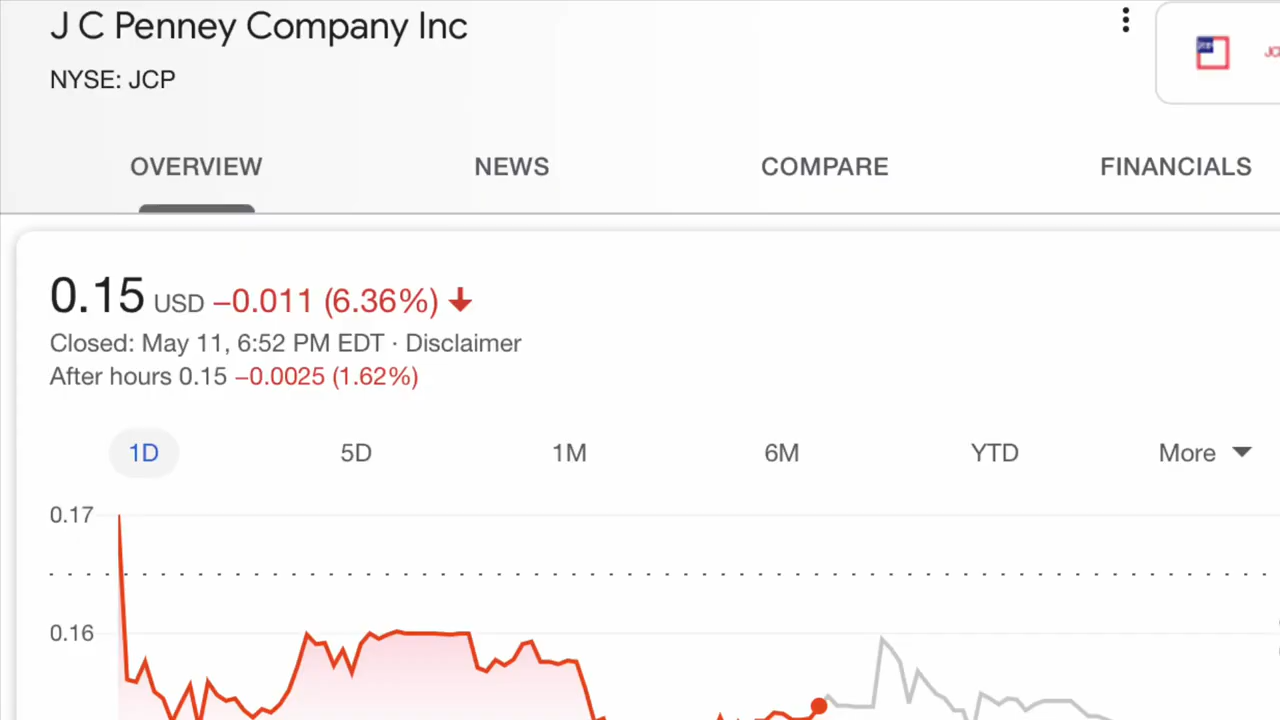 J C Penney Company Inc
NYSE: JCP
OVERVIEW NEWS COMPARE FINANCIALS
0.15 USD −0.011 (6.36%)
Closed: May 11, 6:52 PM EDT · Disclaimer
After hours 0.15 −0.0025 (1.62%)
1D 5D 1M 6M YTD More
0.17
0.16